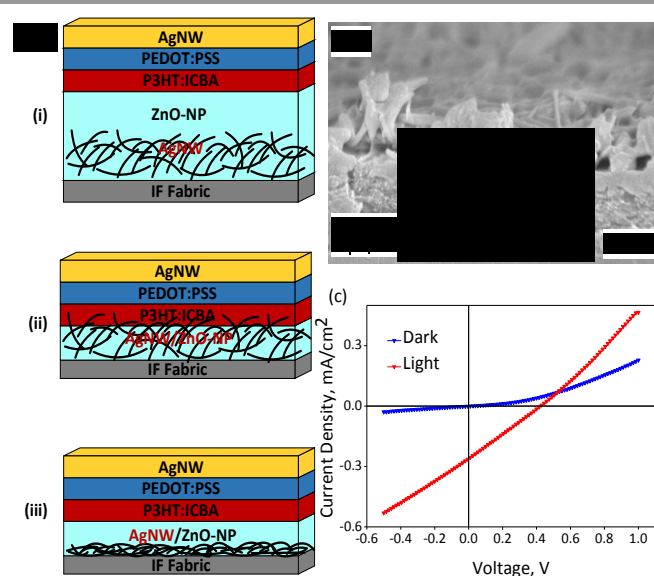 AgNW
PEDOT:PSS
P3HT:ICBA
(i)
ZnO-NP
AgNW
IF Fabric
AgNW
PEDOT:PSS
(ii)
P3HT:ICBA
AgNW/ZnO-NP
IF Fabric
AgNW
PEDOT:PSS
(iii)
P3HT:ICBA
AgNW/ZnO-NP
IF Fabric
(c)
Current Density, mA/cm²
0.3
0.0
-0.3
-0.6
Dark
Light
-0.6 -0.4 -0.2 0.0 0.2 0.4 0.6 0.8 1.0
Voltage, V